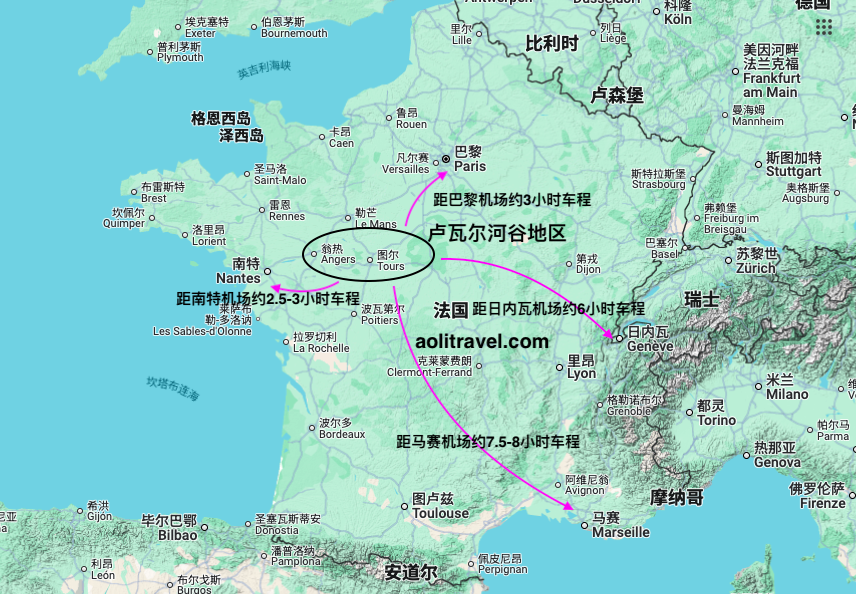 Antwerpen
Düsseldorf
科隆
Köln
德国
埃克塞特
Exeter
伯恩茅斯
Bournemouth
普利茅斯
Plymouth
里尔
Lille
列日
Liège
比利时
美因河畔
法兰克福
Frankfurt
am Main
英吉利海峡
卢森堡
格恩西岛
泽西岛
鲁昂
Rouen
曼海姆
Mannheim
卡昂
Caen
凡尔赛
Versailles
巴黎
Paris
斯图加特
Stuttgart
圣马洛
Saint-Malo
斯特拉斯堡
Strasbourg
奥格斯堡
Augsburg
布雷斯特
Brest
距巴黎机场约3小时车程
坎佩尔
Quimper
雷恩
Rennes
勒芒
Le Mans
弗赖堡
Freiburg im
Breisgau
洛里昂
Lorient
卢瓦尔河谷地区
翁热
Angers
图尔
Tours
巴塞尔
Basel
苏黎世
Zürich
第戎
Dijon
南特
Nantes
距南特机场约2.5-3小时车程
瑞士
莱萨布
勒-多洛讷
Les Sables-d'Olonne
波瓦第尔
Poitiers
法国
距日内瓦机场约6小时车程
日内瓦
Genève
拉罗切利
La Rochelle
aolitravel.com
克莱蒙费朗
Clermont-Ferrand
里昂
Lyon
米兰
Milano
坎塔布连海
格勒诺布尔
Grenoble
都灵
Torino
波尔多
Bordeaux
帕尔马
Parma
距马赛机场约7.5-8小时车程
热那亚
Genova
阿维尼翁
Avignon
摩纳哥
佛罗伦萨
Firenze
希洪
Gijón
图卢兹
Toulouse
毕尔巴鄂
Bilbao
圣塞瓦斯蒂安
Donostia
马赛
Marseille
潘普洛纳
Pamplona
利昂
León
佩皮尼昂
Perpignan
安道尔
布尔戈斯
Burgos